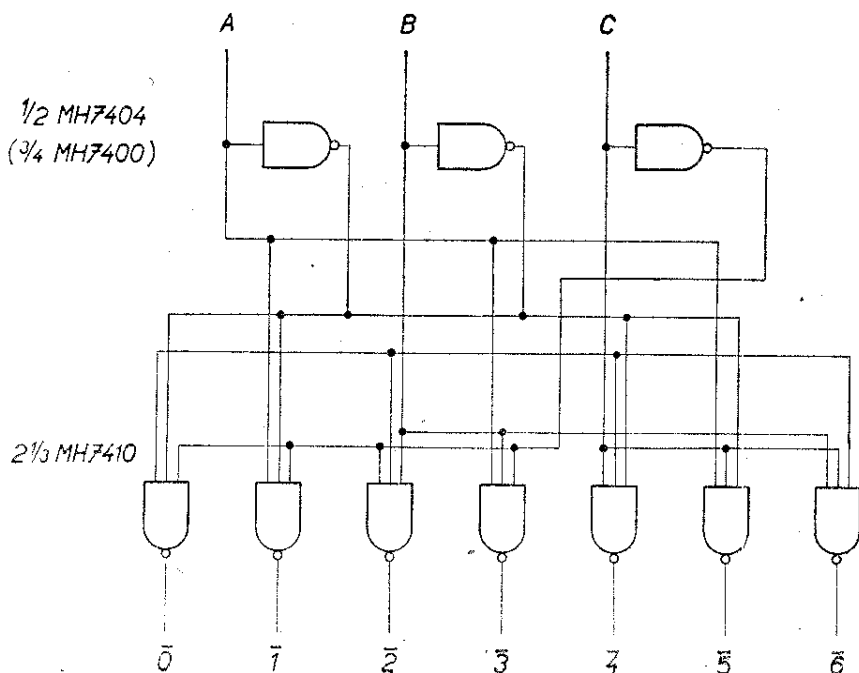 A B C
1/2 MH7404
(3/4 MH7400)
2 1/3 MH7410
0̅ 1̅ 2̅ 3̅ 4̅ 5̅ 6̅